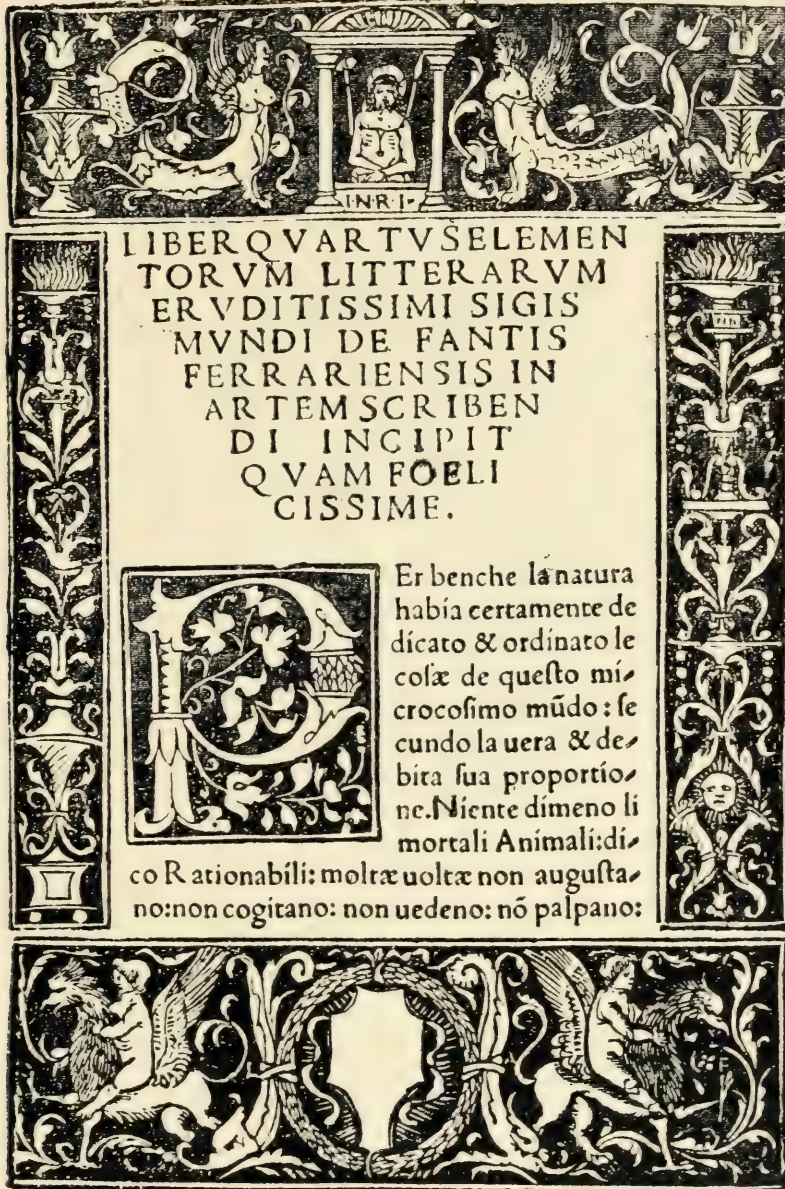 I·N·R·I·
LIBER QVARTVS ELEMEN
TORVM LITTERARVM
ERVDITISSIMI SIGIS
MVNDI DE FANTIS
FERRARIENSIS IN
ARTEM SCRIBEN
DI INCIPIT
QVAM FOELI
CISSIME.
PEr benche la natura
habia certamente de
dicato & ordinato le
coſæ de queſto mi-
crocoſimo mũdo: ſe
cundo la uera & de-
bita ſua proportio-
ne.Niente dimeno li
mortali Animali:di-
co Rationabili: moltæ uoltæ non auguſta-
no:non cogitano: non uedeno: nõ palpano: